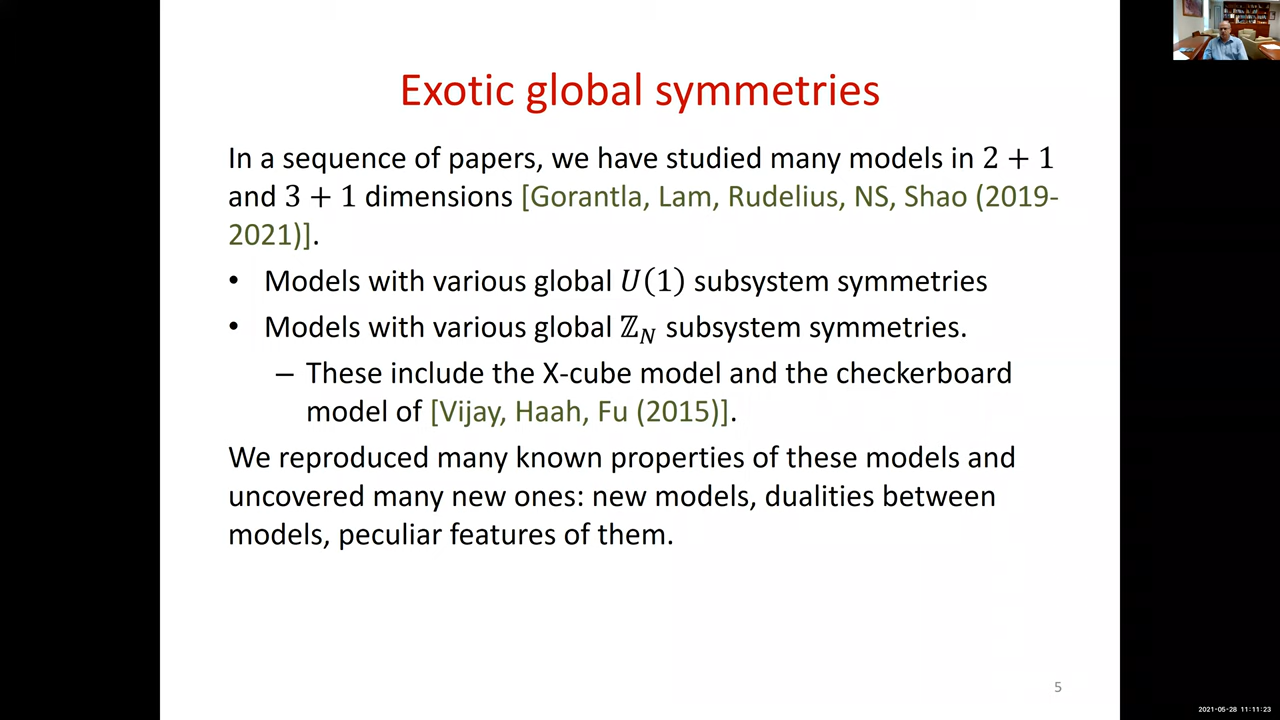 Exotic global symmetries
In a sequence of papers, we have studied many models in 2 + 1
and 3 + 1 dimensions [Gorantla, Lam, Rudelius, NS, Shao (2019-
2021)].
• Models with various global U(1) subsystem symmetries
• Models with various global ℤ_N subsystem symmetries.
– These include the X-cube model and the checkerboard
model of [Vijay, Haah, Fu (2015)].
We reproduced many known properties of these models and
uncovered many new ones: new models, dualities between
models, peculiar features of them.
5
2021-05-28 11:11:23